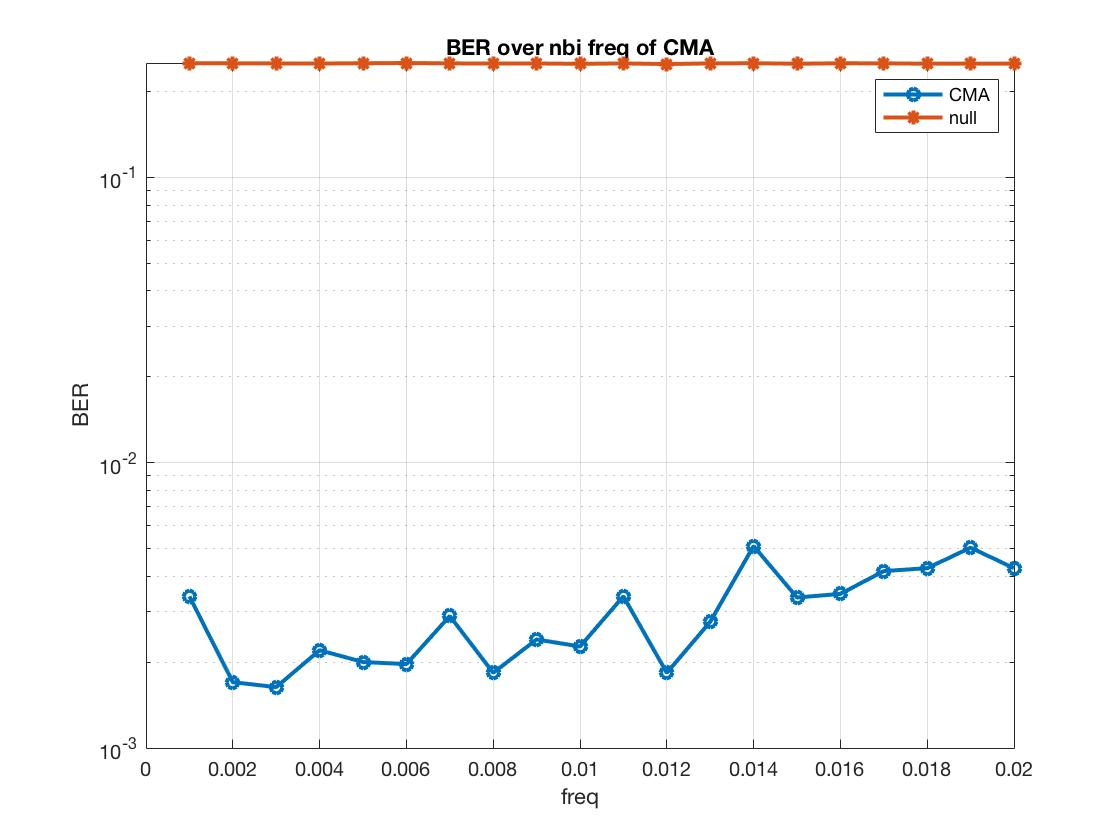 BER over nbi freq of CMA
CMA
null
10^-1
10^-2
10^-3
BER
0 0.002 0.004 0.006 0.008 0.01 0.012 0.014 0.016 0.018 0.02
freq